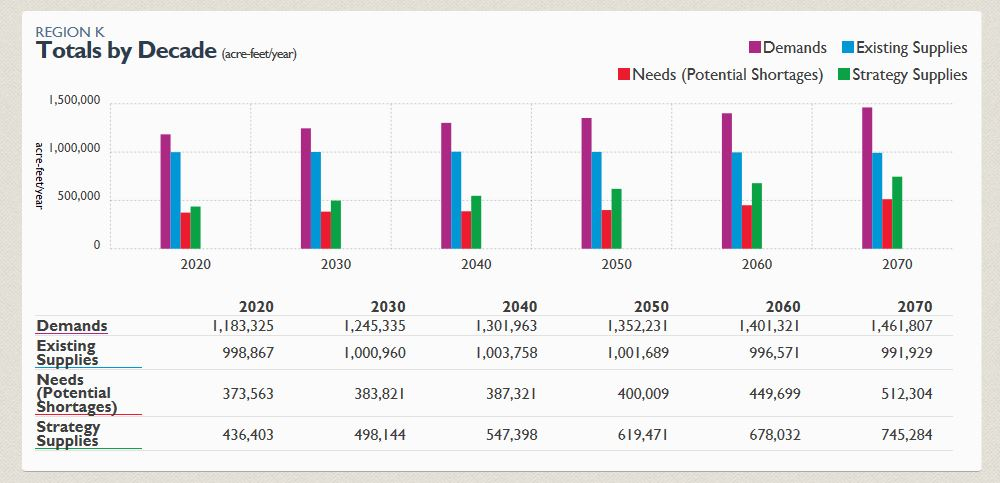 REGION K
Totals by Decade (acre-feet/year)
Demands Existing Supplies
Needs (Potential Shortages) Strategy Supplies
1,500,000
1,000,000
500,000
0
acre-feet/year
2020 2030 2040 2050 2060 2070
2020 2030 2040 2050 2060 2070
Demands 1,183,325 1,245,335 1,301,963 1,352,231 1,401,321 1,461,807
Existing
Supplies 998,867 1,000,960 1,003,758 1,001,689 996,571 991,929
Needs
(Potential 373,563 383,821 387,321 400,009 449,699 512,304
Shortages)
Strategy
Supplies 436,403 498,144 547,398 619,471 678,032 745,284